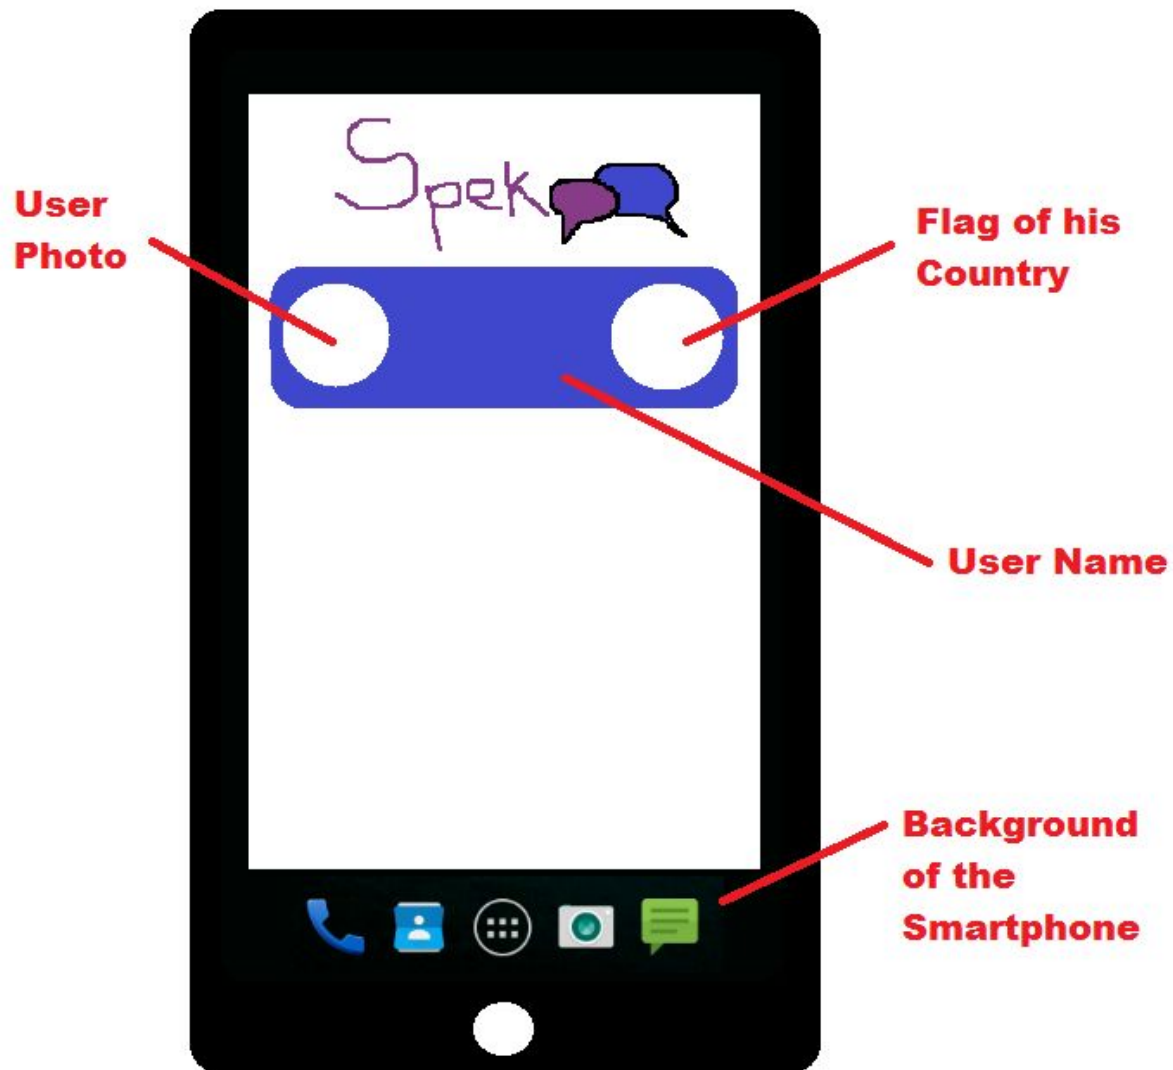 Spek
User
Photo
Flag of his
Country
User Name
Background
of the
Smartphone